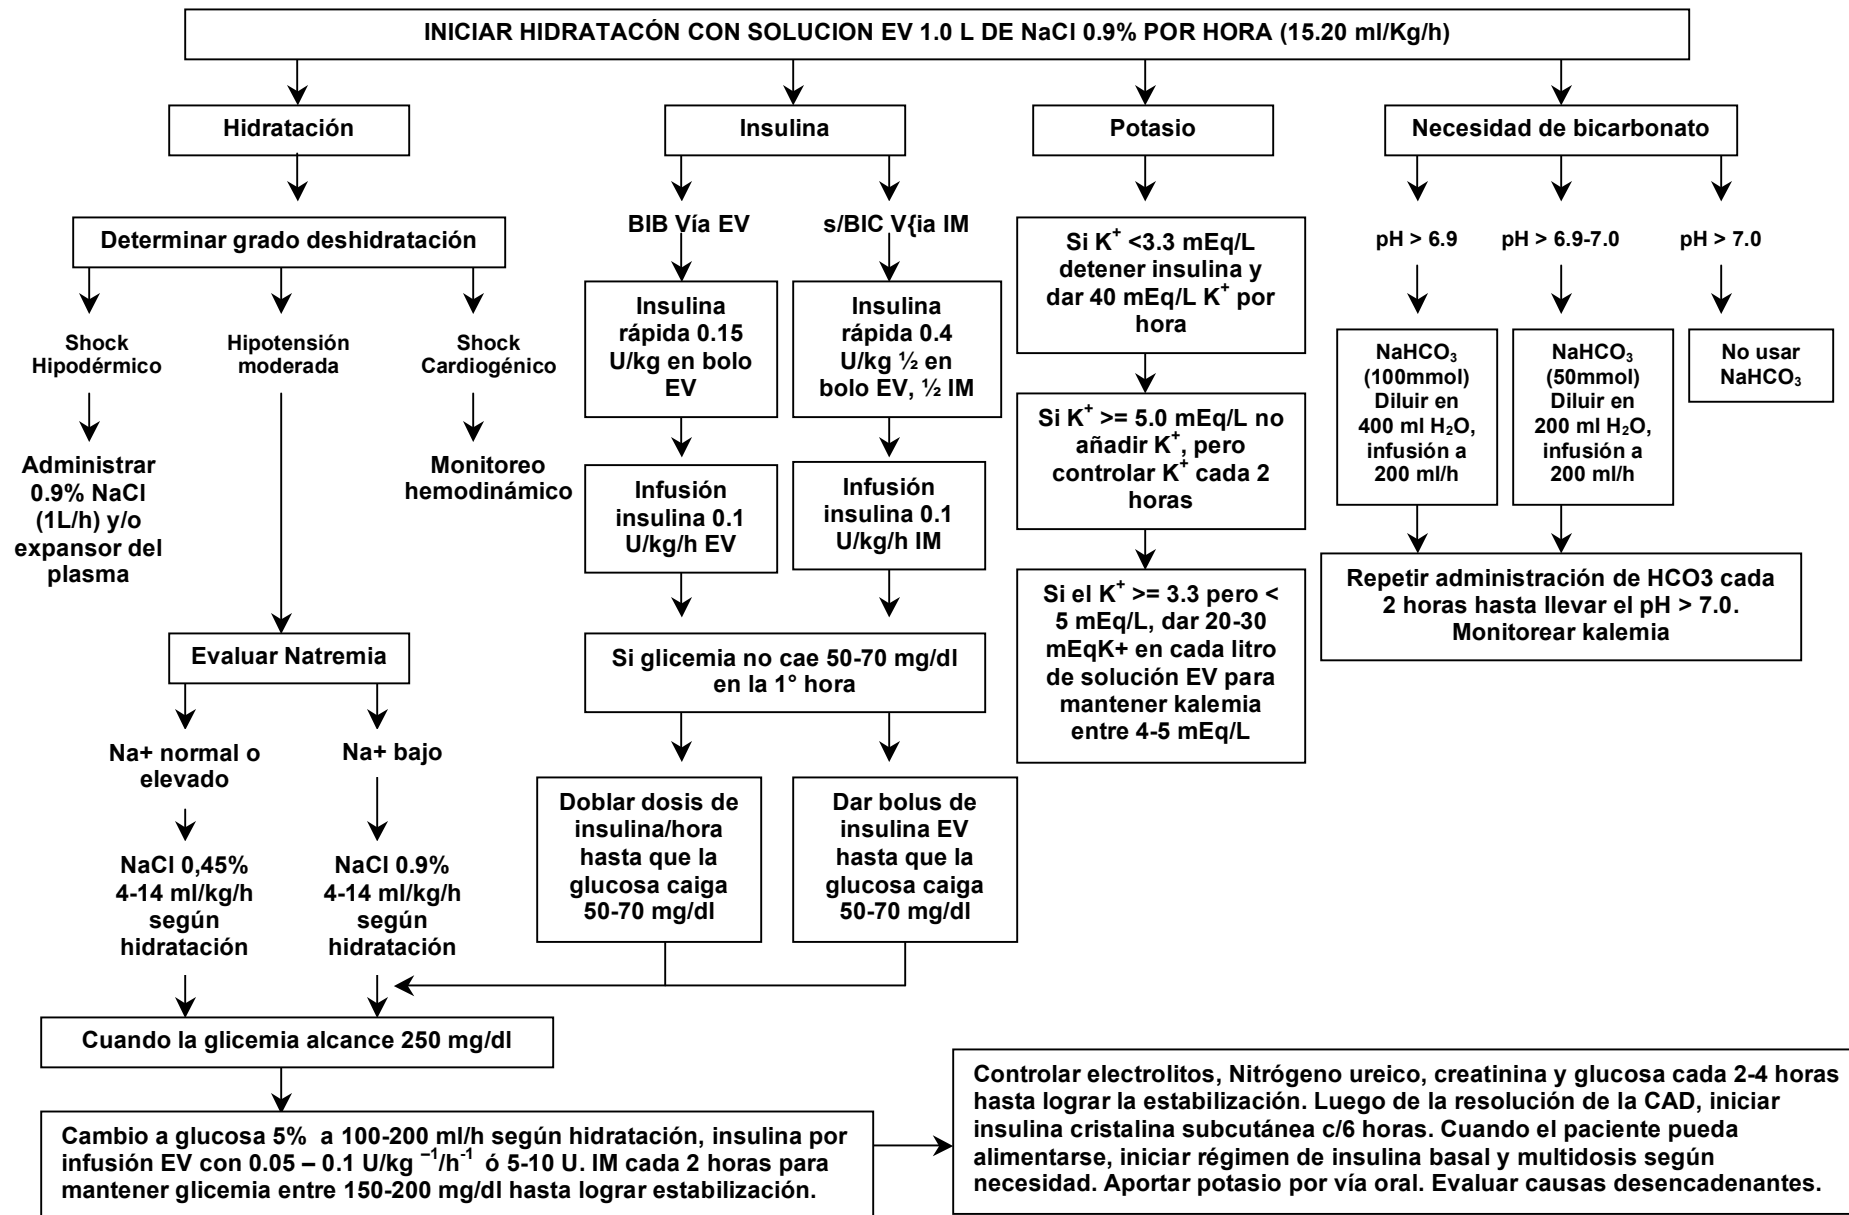 INICIAR HIDRATACÓN CON SOLUCION EV 1.0 L DE NaCl 0.9% POR HORA (15.20 ml/Kg/h)
Hidratación
Determinar grado deshidratación
Shock
Hipodérmico
Administrar
0.9% NaCl
(1L/h) y/o
expansor del
plasma
Hipotensión
moderada
Shock
Cardiogénico
Monitoreo
hemodinámico
Evaluar Natremia
Na+ normal o
elevado
NaCl 0,45%
4-14 ml/kg/h
según
hidratación
Na+ bajo
NaCl 0.9%
4-14 ml/kg/h
según
hidratación
Insulina
BIB Vía EV
Insulina
rápida 0.15
U/kg en bolo
EV
Infusión
insulina 0.1
U/kg/h EV
s/BIC V{ia IM
Insulina
rápida 0.4
U/kg ½ en
bolo EV, ½ IM
Infusión
insulina 0.1
U/kg/h IM
Si glicemia no cae 50-70 mg/dl
en la 1° hora
Doblar dosis de
insulina/hora
hasta que la
glucosa caiga
50-70 mg/dl
Dar bolus de
insulina EV
hasta que la
glucosa caiga
50-70 mg/dl
Potasio
Si K⁺ <3.3 mEq/L
detener insulina y
dar 40 mEq/L K⁺ por
hora
Si K⁺ >= 5.0 mEq/L no
añadir K⁺, pero
controlar K⁺ cada 2
horas
Si el K⁺ >= 3.3 pero <
5 mEq/L, dar 20-30
mEqK+ en cada litro
de solución EV para
mantener kalemia
entre 4-5 mEq/L
Necesidad de bicarbonato
pH > 6.9
NaHCO₃
(100mmol)
Diluir en
400 ml H₂O,
infusión a
200 ml/h
pH > 6.9-7.0
NaHCO₃
(50mmol)
Diluir en
200 ml H₂O,
infusión a
200 ml/h
pH > 7.0
No usar
NaHCO₃
Repetir administración de HCO3 cada
2 horas hasta llevar el pH > 7.0.
Monitorear kalemia
Cuando la glicemia alcance 250 mg/dl
Cambio a glucosa 5% a 100-200 ml/h según hidratación, insulina por
infusión EV con 0.05 – 0.1 U/kg ⁻¹/h⁻¹ ó 5-10 U. IM cada 2 horas para
mantener glicemia entre 150-200 mg/dl hasta lograr estabilización.
Controlar electrolitos, Nitrógeno ureico, creatinina y glucosa cada 2-4 horas
hasta lograr la estabilización. Luego de la resolución de la CAD, iniciar
insulina cristalina subcutánea c/6 horas. Cuando el paciente pueda
alimentarse, iniciar régimen de insulina basal y multidosis según
necesidad. Aportar potasio por vía oral. Evaluar causas desencadenantes.